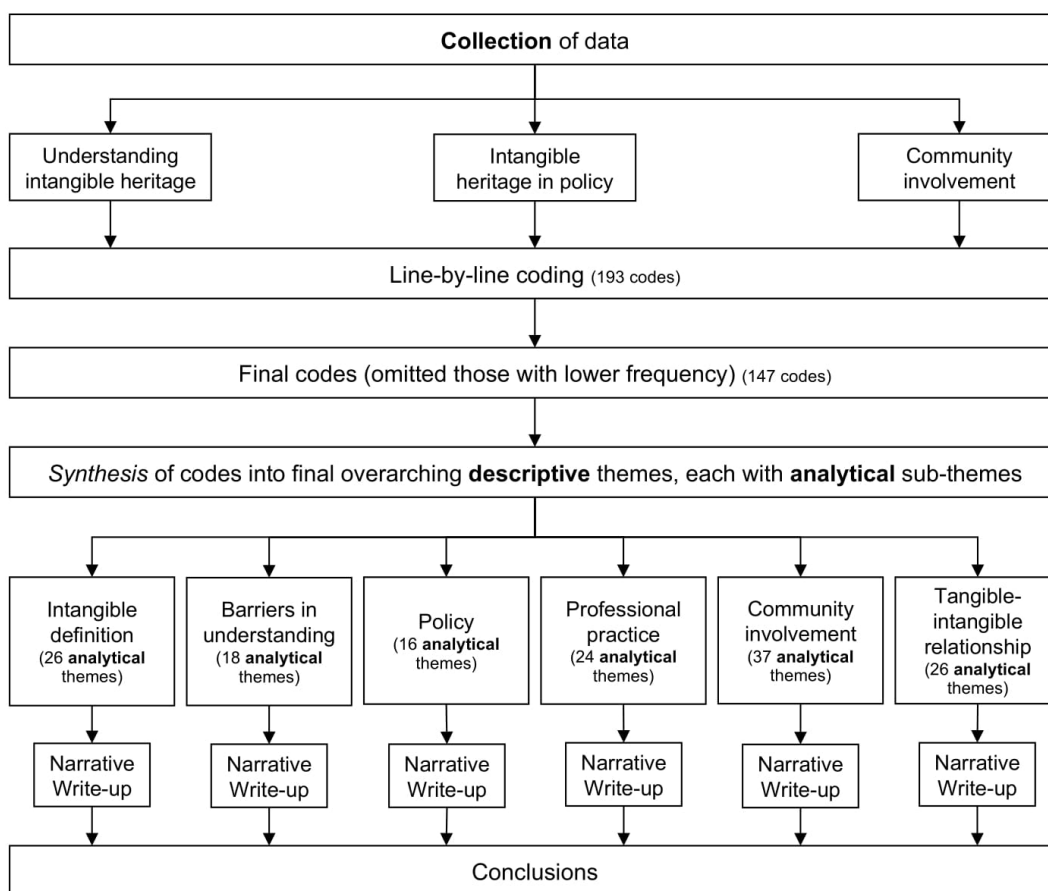 Collection of data
Understanding
intangible heritage
Intangible
heritage in policy
Community
involvement
Line-by-line coding (193 codes)
Final codes (omitted those with lower frequency) (147 codes)
Synthesis of codes into final overarching descriptive themes, each with analytical sub-themes
Intangible
definition
(26 analytical
themes)
Barriers in
understanding
(18 analytical
themes)
Policy
(16 analytical
themes)
Professional
practice
(24 analytical
themes)
Community
involvement
(37 analytical
themes)
Tangible-
intangible
relationship
(26 analytical
themes)
Narrative
Write-up
Narrative
Write-up
Narrative
Write-up
Narrative
Write-up
Narrative
Write-up
Narrative
Write-up
Conclusions